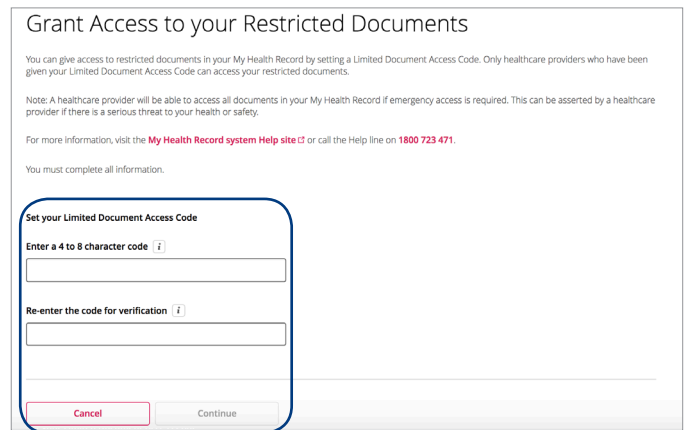 Grant Access to your Restricted Documents
You can give access to restricted documents in your My Health Record by setting a Limited Document Access Code. Only healthcare providers who have been
given your Limited Document Access Code can access your restricted documents.
Note: A healthcare provider will be able to access all documents in your My Health Record if emergency access is required. This can be asserted by a healthcare
provider if there is a serious threat to your health or safety.
For more information, visit the My Health Record system Help site or call the Help line on 1800 723 471.
You must complete all information.
Set your Limited Document Access Code
Enter a 4 to 8 character code i
Re-enter the code for verification i
Cancel Continue